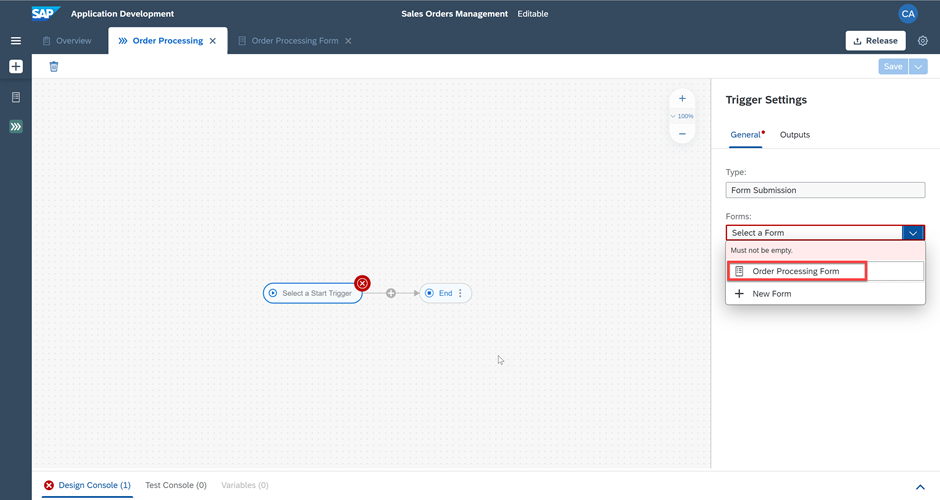 SAP Application Development Sales Orders Management Editable CA
Overview Order Processing Order Processing Form Release
Save
100%
Trigger Settings
General Outputs
Type:
Form Submission
Forms:
Select a Form
Must not be empty.
Order Processing Form
New Form
Select a Start Trigger End
Design Console (1) Test Console (0) Variables (0)